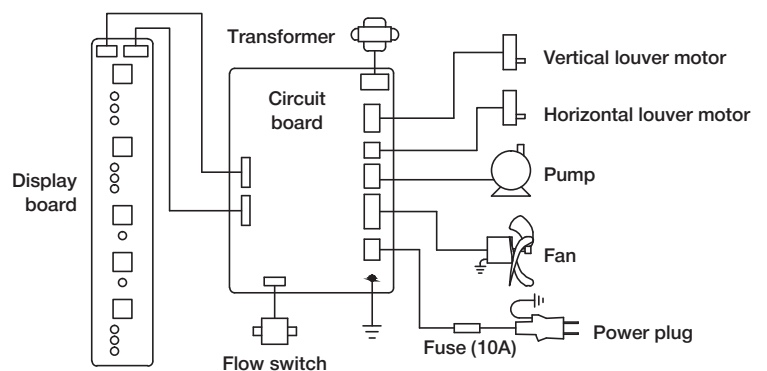 Transformer
Vertical louver motor
Circuit
board
Horizontal louver motor
Display
board
Pump
Fan
Fuse (10A)
Power plug
Flow switch